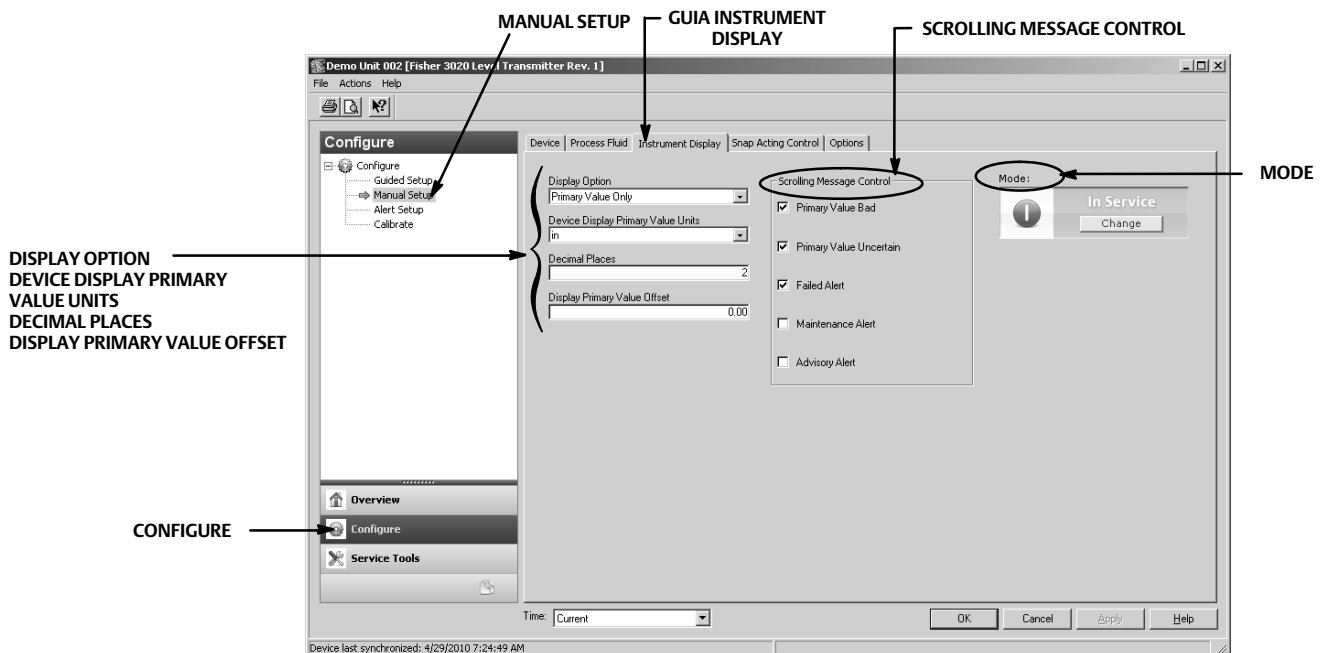 MANUAL SETUP
GUIA INSTRUMENT
DISPLAY
SCROLLING MESSAGE CONTROL
Demo Unit 002 [Fisher 3020 Level Transmitter Rev. 1]
File Actions Help
Configure
Configure
Guided Setup
Manual Setup
Alert Setup
Calibrate
Device
Process Fluid
Instrument Display
Snap Acting Control
Options
Display Option
Primary Value Only
Device Display Primary Value Units
in
Decimal Places
2
Display Primary Value Offset
0.00
Scrolling Message Control
Primary Value Bad
Primary Value Uncertain
Failed Alert
Maintenance Alert
Advisory Alert
Mode:
In Service
Change
MODE
DISPLAY OPTION
DEVICE DISPLAY PRIMARY
VALUE UNITS
DECIMAL PLACES
DISPLAY PRIMARY VALUE OFFSET
CONFIGURE
Overview
Configure
Service Tools
Time: Current
OK
Cancel
Apply
Help
Device last synchronized: 4/29/2010 7:24:49 AM